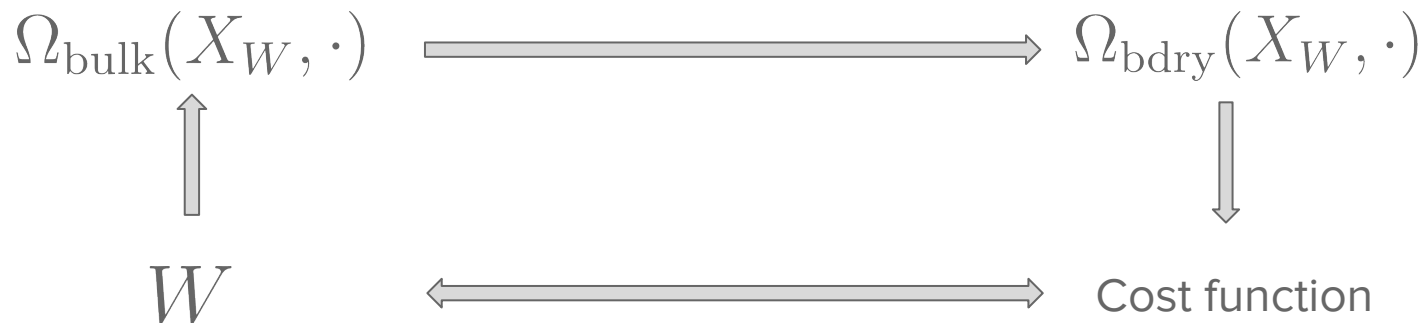 Ω_bulk(X_W, ·) Ω_bdry(X_W, ·)
W Cost function